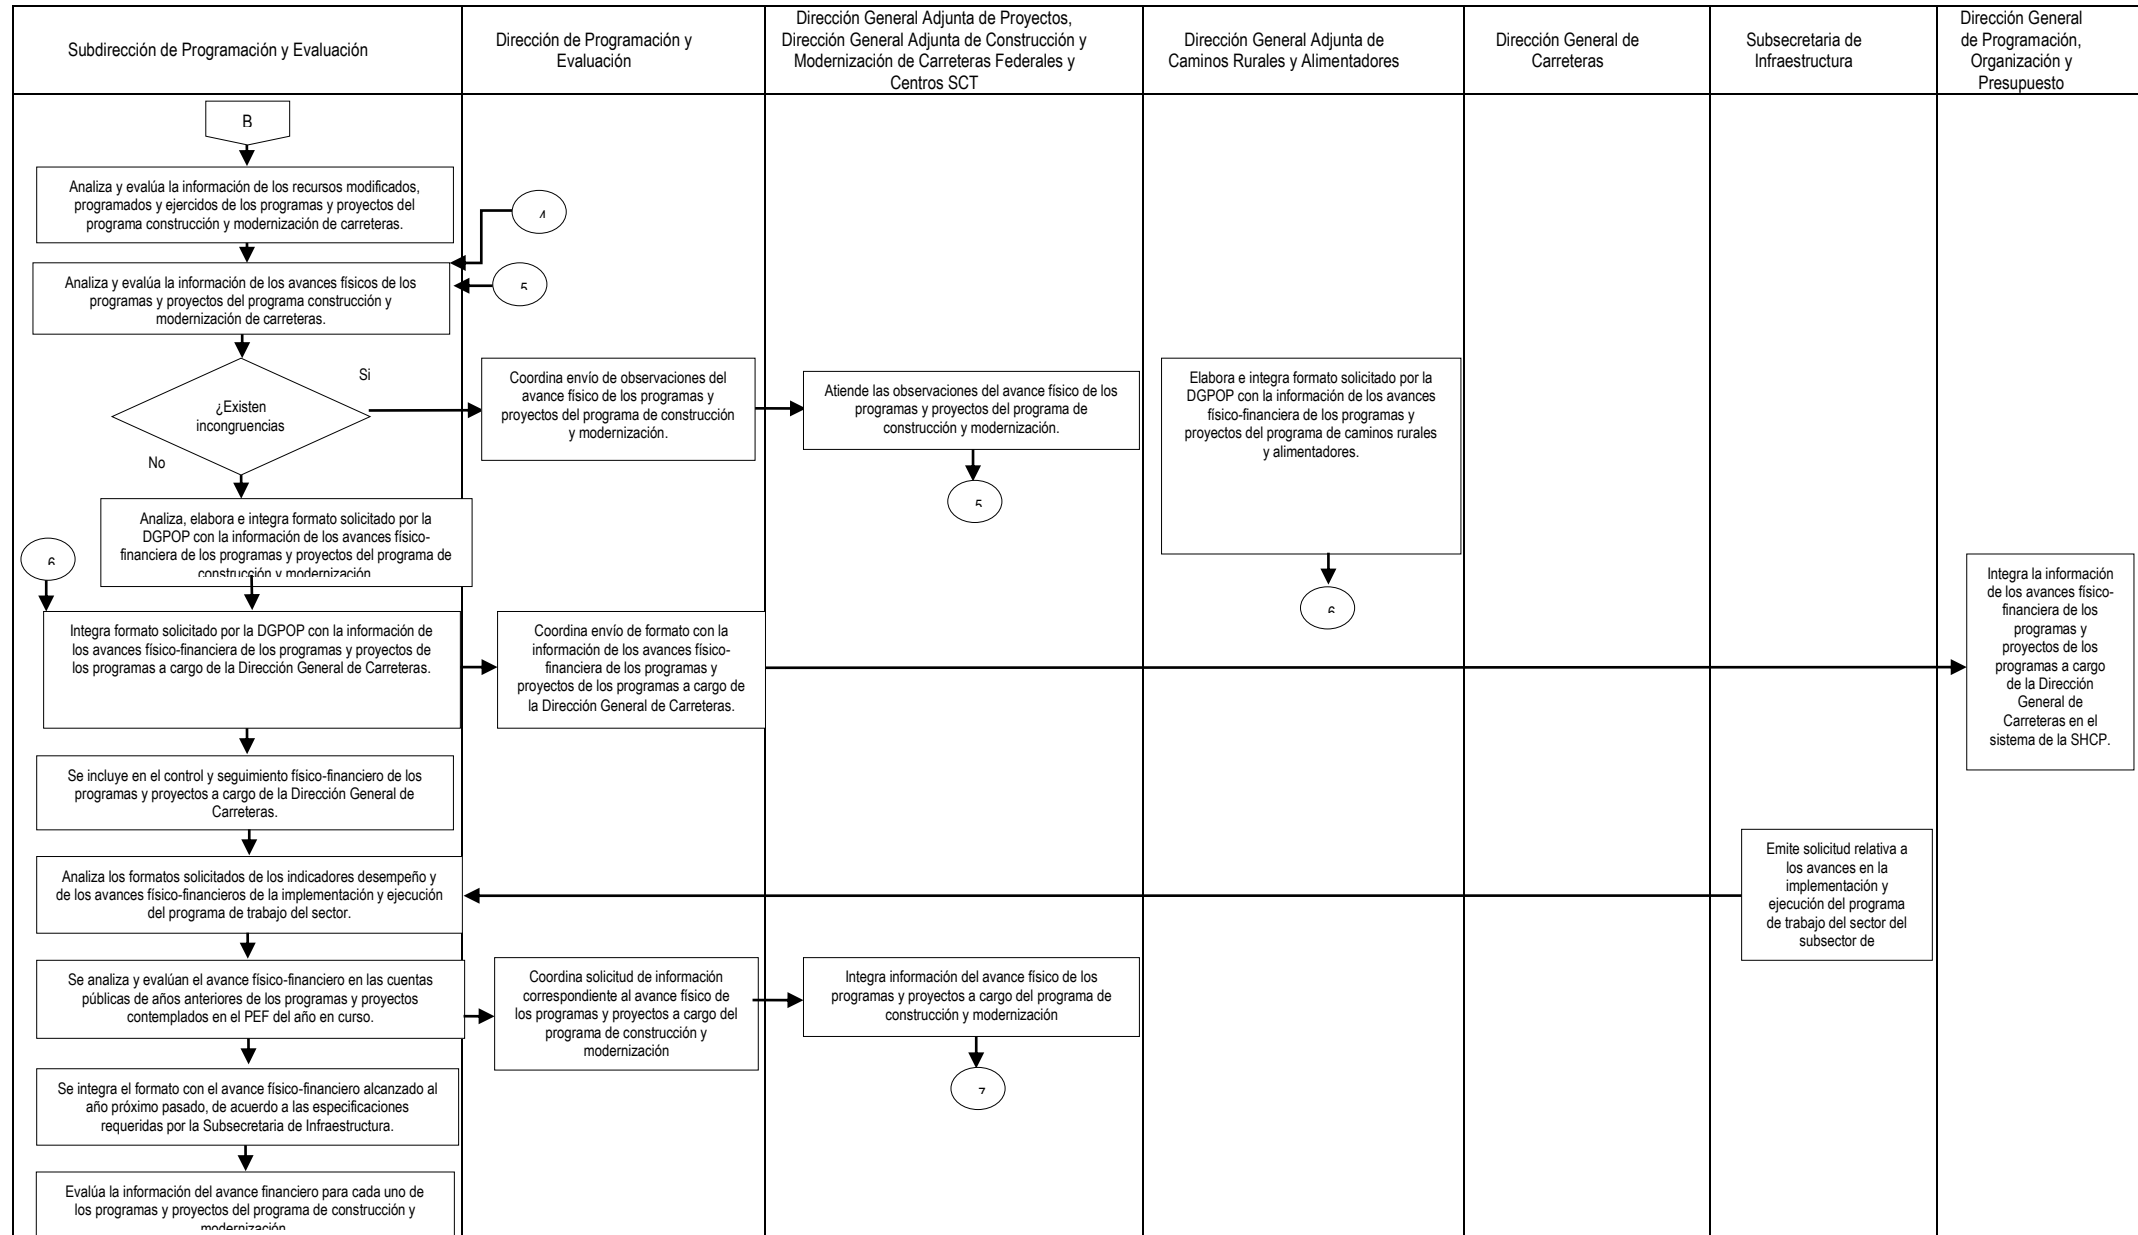 Subdirección de Programación y Evaluación
Dirección de Programación y
Evaluación
Dirección General Adjunta de Proyectos,
Dirección General Adjunta de Construcción y
Modernización de Carreteras Federales y
Centros SCT
Dirección General Adjunta de
Caminos Rurales y Alimentadores
Dirección General de
Carreteras
Subsecretaria de
Infraestructura
Dirección General
de Programación,
Organización y
Presupuesto
B
Analiza y evalúa la información de los recursos modificados,
programados y ejercidos de los programas y proyectos del
programa construcción y modernización de carreteras.
4
Analiza y evalúa la información de los avances físicos de los
programas y proyectos del programa construcción y
modernización de carreteras.
5
¿Existen
incongruencias
Si
No
Coordina envío de observaciones del
avance físico de los programas y
proyectos del programa de construcción
y modernización.
Atiende las observaciones del avance físico de los
programas y proyectos del programa de
construcción y modernización.
5
Elabora e integra formato solicitado por la
DGPOP con la información de los avances
físico-financiera de los programas y
proyectos del programa de caminos rurales
y alimentadores.
6
Analiza, elabora e integra formato solicitado por la
DGPOP con la información de los avances físico-
financiera de los programas y proyectos del programa de
construcción y modernización
6
Integra formato solicitado por la DGPOP con la información de
los avances físico-financiera de los programas y proyectos de
los programas a cargo de la Dirección General de Carreteras.
Coordina envío de formato con la
información de los avances físico-
financiera de los programas y
proyectos de los programas a cargo de
la Dirección General de Carreteras.
Integra la información
de los avances físico-
financiera de los
programas y
proyectos de los
programas a cargo
de la Dirección
General de
Carreteras en el
sistema de la SHCP.
Se incluye en el control y seguimiento físico-financiero de los
programas y proyectos a cargo de la Dirección General de
Carreteras.
Emite solicitud relativa a
los avances en la
implementación y
ejecución del programa
de trabajo del sector del
subsector de
Analiza los formatos solicitados de los indicadores desempeño y
de los avances físico-financieros de la implementación y ejecución
del programa de trabajo del sector.
Se analiza y evalúan el avance físico-financiero en las cuentas
públicas de años anteriores de los programas y proyectos
contemplados en el PEF del año en curso.
Coordina solicitud de información
correspondiente al avance físico de
los programas y proyectos a cargo del
programa de construcción y
modernización
Integra información del avance físico de los
programas y proyectos a cargo del programa de
construcción y modernización
7
Se integra el formato con el avance físico-financiero alcanzado al
año próximo pasado, de acuerdo a las especificaciones
requeridas por la Subsecretaria de Infraestructura.
Evalúa la información del avance financiero para cada uno de
los programas y proyectos del programa de construcción y
modernización